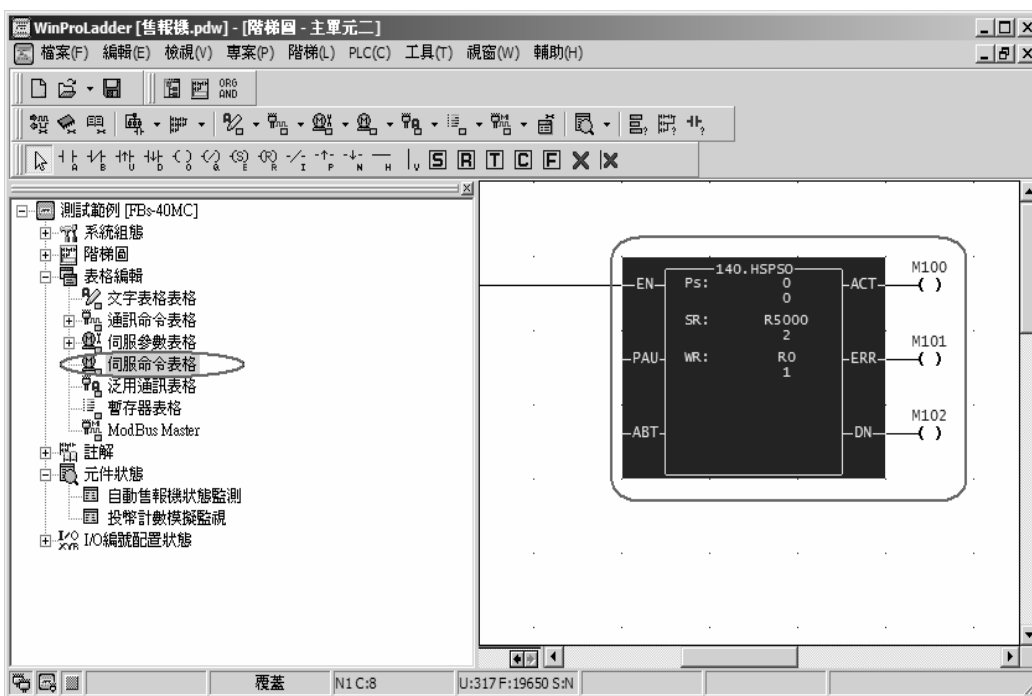 WinProLadder [售報機.pdw] - [階梯圖 - 主單元二]
檔案(F) 編輯(E) 檢視(V) 專案(P) 階梯(L) PLC(C) 工具(T) 視窗(W) 輔助(H)
ORG
AND
A B U D O Q E R I P N H V S R T C F
測試範例 [FBs-40MC]
系統組態
階梯圖
表格編輯
文字表格表格
通訊命令表格
伺服參數表格
伺服命令表格
泛用通訊表格
暫存器表格
ModBus Master
註解
元件狀態
自動售報機狀態監測
投幣計數模擬監視
I/O編號配置狀態
140.HSPSO
EN Ps: 0 ACT M100
0
SR: R5000
2
PAU WR: R0 ERR M101
1
ABT DN M102
覆蓋 N1 C:8 U:317 F:19650 S:N